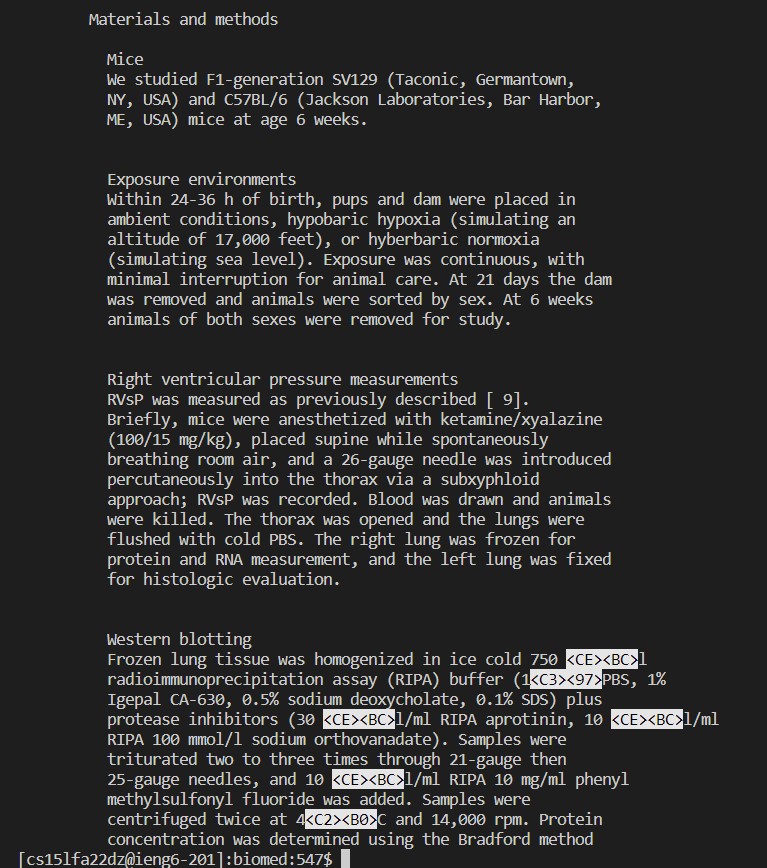 Materials and methods
Mice
We studied F1-generation SV129 (Taconic, Germantown,
NY, USA) and C57BL/6 (Jackson Laboratories, Bar Harbor,
ME, USA) mice at age 6 weeks.
Exposure environments
Within 24-36 h of birth, pups and dam were placed in
ambient conditions, hypobaric hypoxia (simulating an
altitude of 17,000 feet), or hyberbaric normoxia
(simulating sea level). Exposure was continuous, with
minimal interruption for animal care. At 21 days the dam
was removed and animals were sorted by sex. At 6 weeks
animals of both sexes were removed for study.
Right ventricular pressure measurements
RVsP was measured as previously described [ 9].
Briefly, mice were anesthetized with ketamine/xyalazine
(100/15 mg/kg), placed supine while spontaneously
breathing room air, and a 26-gauge needle was introduced
percutaneously into the thorax via a subxyphloid
approach; RVsP was recorded. Blood was drawn and animals
were killed. The thorax was opened and the lungs were
flushed with cold PBS. The right lung was frozen for
protein and RNA measurement, and the left lung was fixed
for histologic evaluation.
Western blotting
Frozen lung tissue was homogenized in ice cold 750 <CE><BC>l
radioimmunoprecipitation assay (RIPA) buffer (1<C3><97>PBS, 1%
Igepal CA-630, 0.5% sodium deoxycholate, 0.1% SDS) plus
protease inhibitors (30 <CE><BC>l/ml RIPA aprotinin, 10 <CE><BC>l/ml
RIPA 100 mmol/l sodium orthovanadate). Samples were
triturated two to three times through 21-gauge then
25-gauge needles, and 10 <CE><BC>l/ml RIPA 10 mg/ml phenyl
methylsulfonyl fluoride was added. Samples were
centrifuged twice at 4<C2><B0>C and 14,000 rpm. Protein
concentration was determined using the Bradford method
[cs15lfa22dz@ieng6-201]:biomed:547$